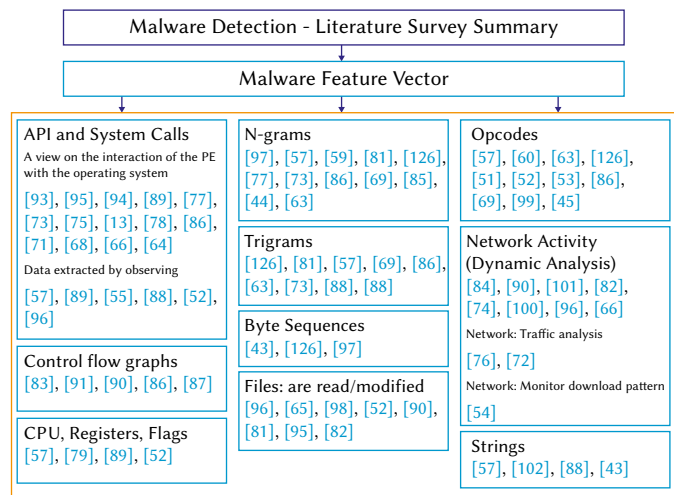 Malware Detection - Literature Survey Summary
Malware Feature Vector
API and System Calls
A view on the interaction of the PE
with the operating system
[93], [95], [94], [89], [77],
[73], [75], [13], [78], [86],
[71], [68], [66], [64]
Data extracted by observing
[57], [89], [55], [88], [52],
[96]
Control flow graphs
[83], [91], [90], [86], [87]
CPU, Registers, Flags
[57], [79], [89], [52]
N-grams
[97], [57], [59], [81], [126],
[77], [73], [86], [69], [85],
[44], [63]
Trigrams
[126], [81], [57], [69], [86],
[63], [73], [88], [88]
Byte Sequences
[43], [126], [97]
Files: are read/modified
[96], [65], [98], [52], [90],
[81], [95], [82]
Opcodes
[57], [60], [63], [126],
[51], [52], [53], [86],
[69], [99], [45]
Network Activity
(Dynamic Analysis)
[84], [90], [101], [82],
[74], [100], [96], [66]
Network: Traffic analysis
[76], [72]
Network: Monitor download pattern
[54]
Strings
[57], [102], [88], [43]